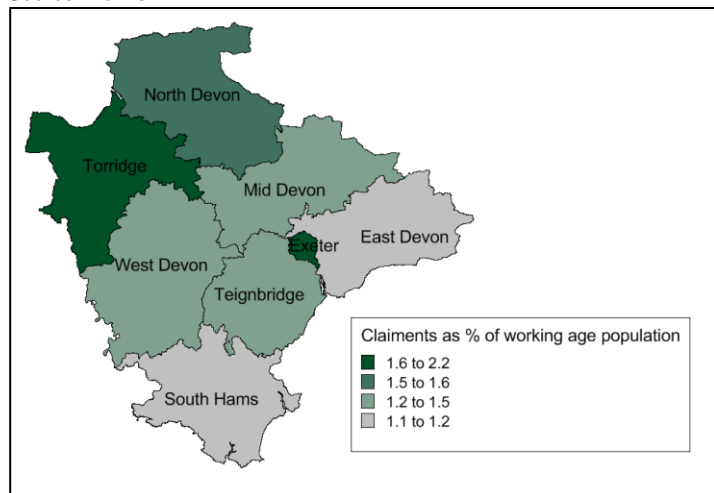 North Devon
Torridge
Mid Devon
Exeter
East Devon
West Devon
Teignbridge
South Hams
Claiments as % of working age population
1.6 to 2.2
1.5 to 1.6
1.2 to 1.5
1.1 to 1.2